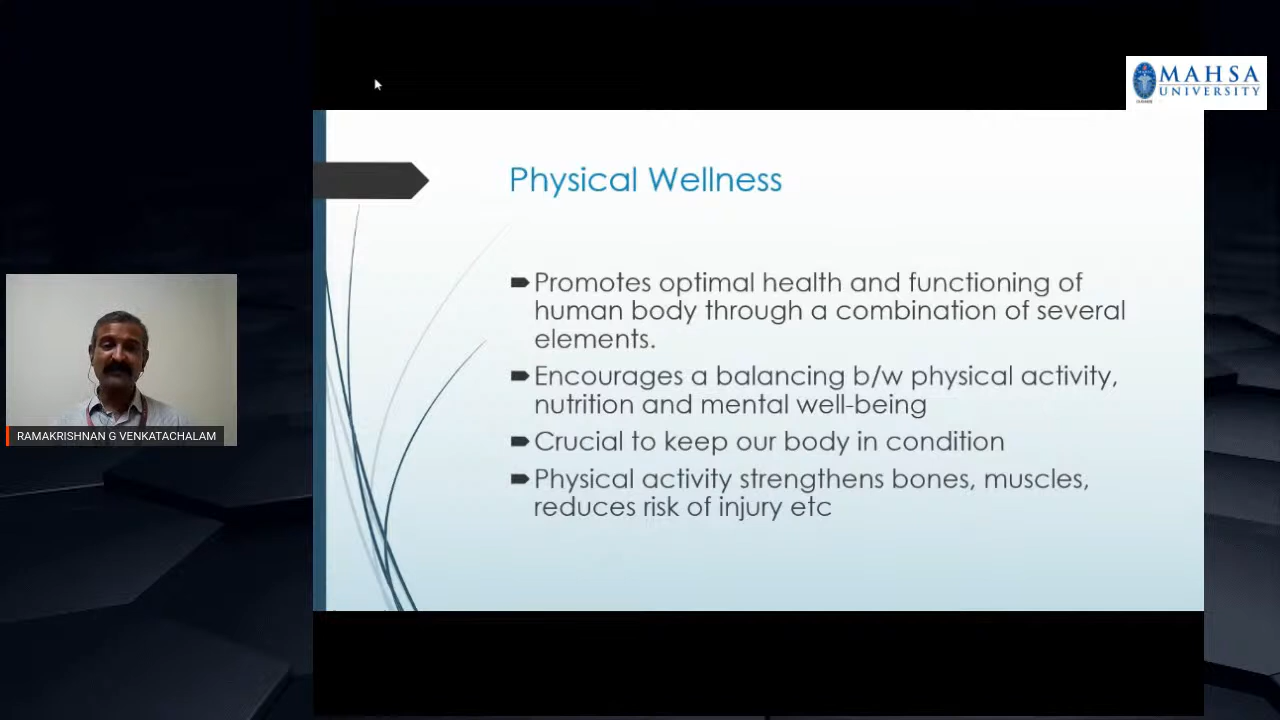 MAHSA
UNIVERSITY
Physical Wellness
Promotes optimal health and functioning of
human body through a combination of several
elements.
Encourages a balancing b/w physical activity,
nutrition and mental well-being
Crucial to keep our body in condition
Physical activity strengthens bones, muscles,
reduces risk of injury etc
RAMAKRISHNAN G VENKATACHALAM